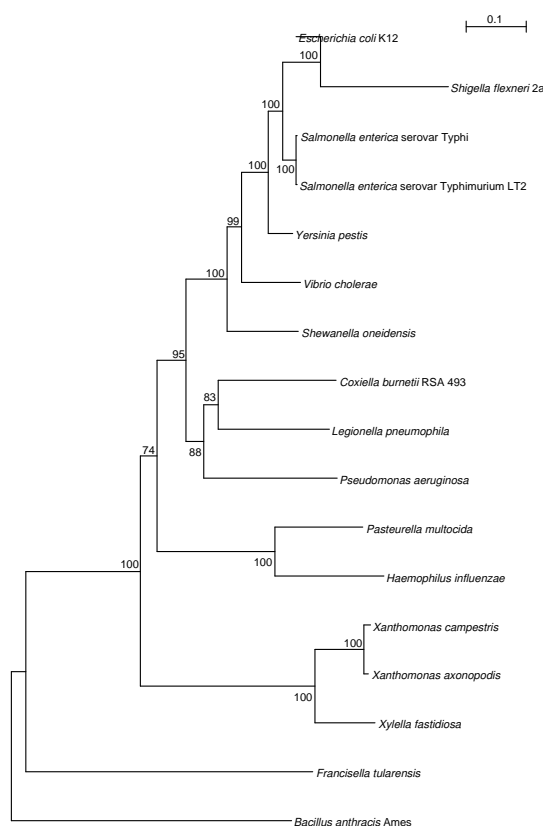 0.1
Escherichia coli K12
100
Shigella flexneri 2a
100
Salmonella enterica serovar Typhi
100
100
Salmonella enterica serovar Typhimurium LT2
99
Yersinia pestis
100
Vibrio cholerae
Shewanella oneidensis
95
Coxiella burnetii RSA 493
83
Legionella pneumophila
74
88
Pseudomonas aeruginosa
Pasteurella multocida
100
100
Haemophilus influenzae
Xanthomonas campestris
100
Xanthomonas axonopodis
100
Xylella fastidiosa
Francisella tularensis
Bacillus anthracis Ames